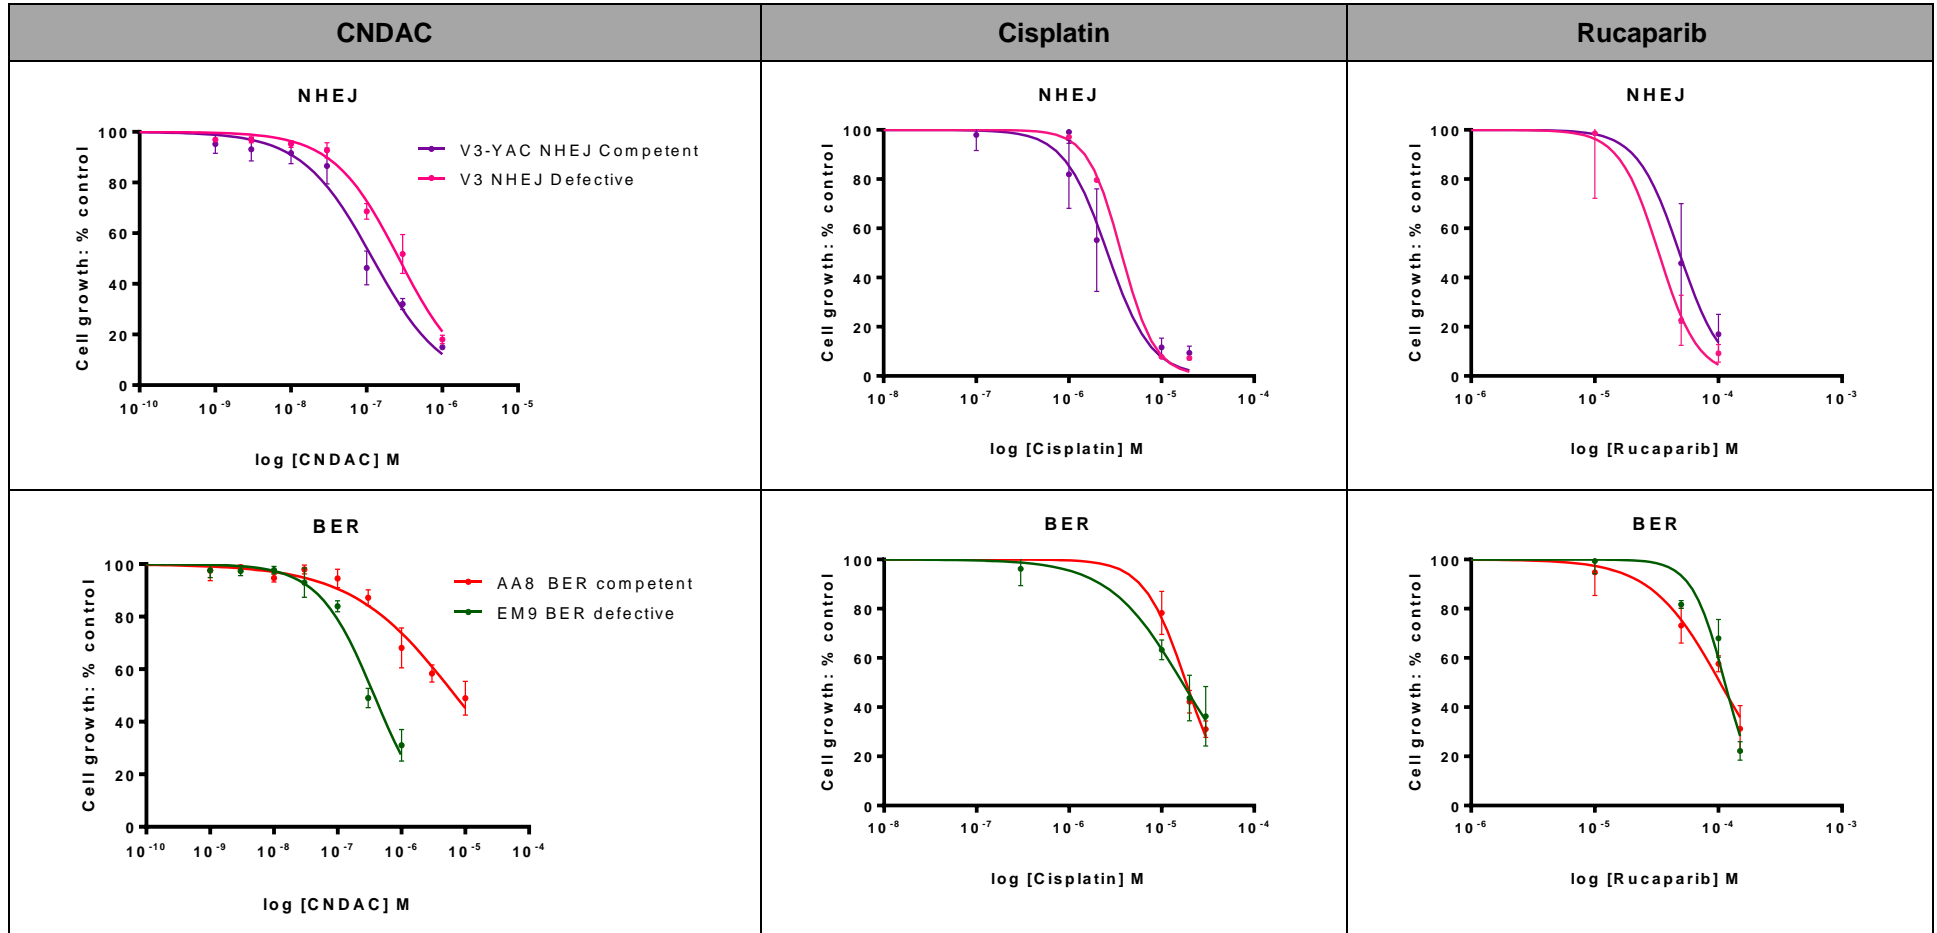 CNDAC Cisplatin Rucaparib
NHEJ
Cell growth: % control
100
80
60
40
20
0
10-10 10-9 10-8 10-7 10-6 10-5
log [CNDAC] M
V3-YAC NHEJ Competent
V3 NHEJ Defective
NHEJ
Cell growth: % control
100
80
60
40
20
0
10-8 10-7 10-6 10-5 10-4
log [Cisplatin] M
NHEJ
Cell growth: % control
100
80
60
40
20
0
10-6 10-5 10-4 10-3
log [Rucaparib] M
BER
Cell growth: % control
100
80
60
40
20
0
10-10 10-9 10-8 10-7 10-6 10-5 10-4
log [CNDAC] M
AA8 BER competent
EM9 BER defective
BER
Cell growth: % control
100
80
60
40
20
0
10-8 10-7 10-6 10-5 10-4
log [Cisplatin] M
BER
Cell growth: % control
100
80
60
40
20
0
10-6 10-5 10-4 10-3
log [Rucaparib] M